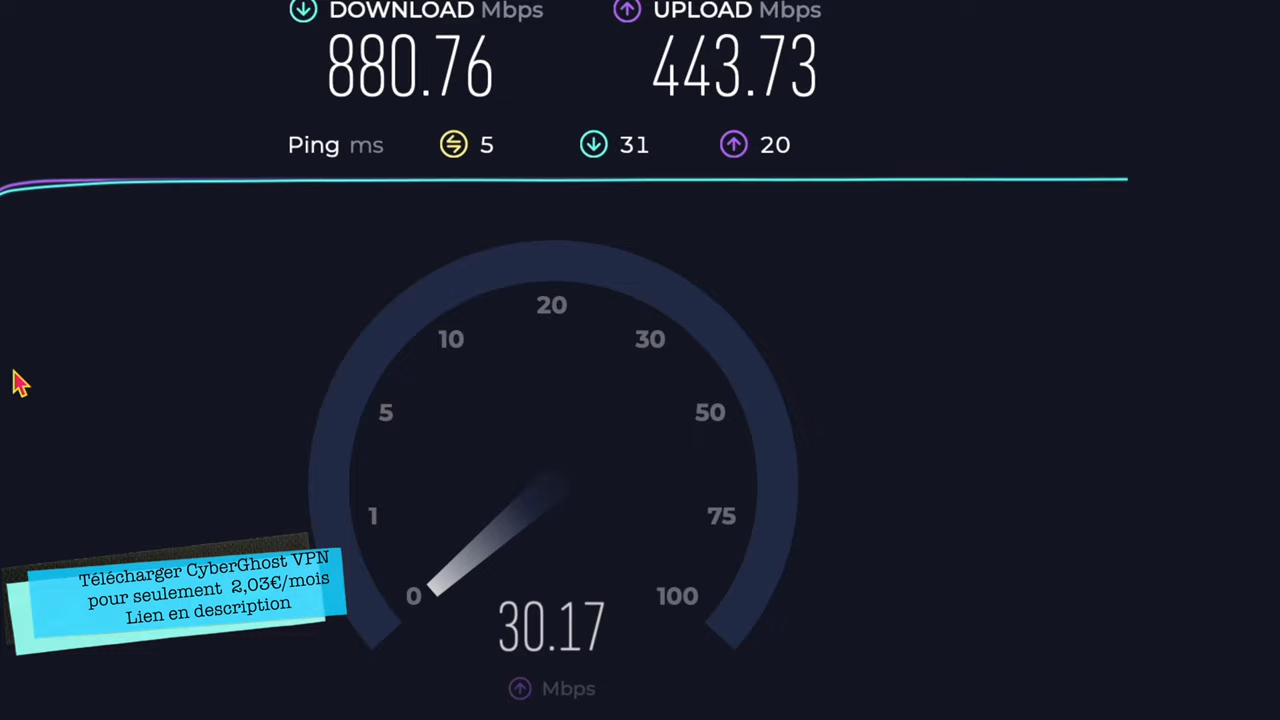 DOWNLOAD Mbps
UPLOAD Mbps
880.76
443.73
Ping ms 5 31 20
20
10
30
5
50
1
75
0
100
30.17
Mbps
Télécharger CyberGhost VPN
pour seulement 2,03€/mois
Lien en description